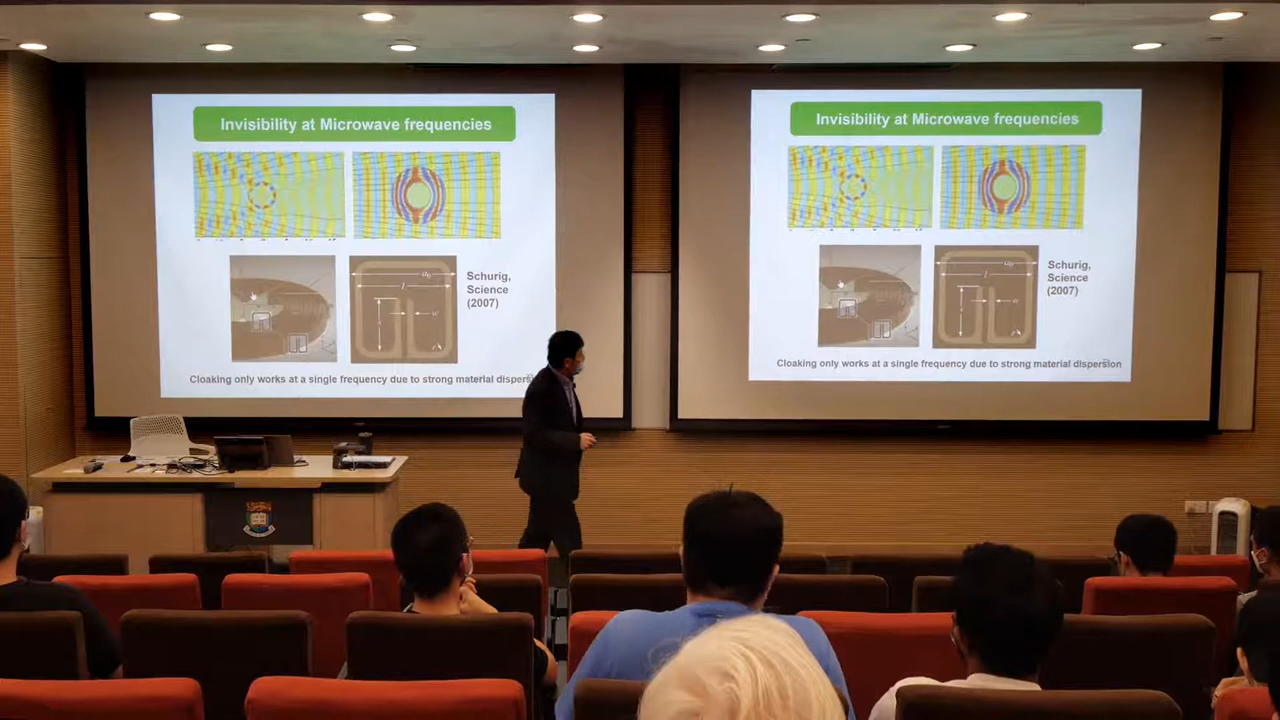 Invisibility at Microwave frequencies
Schurig,
Science
(2007)
Cloaking only works at a single frequency due to strong material dispers
Invisibility at Microwave frequencies
Schurig,
Science
(2007)
Cloaking only works at a single frequency due to strong material dispersion